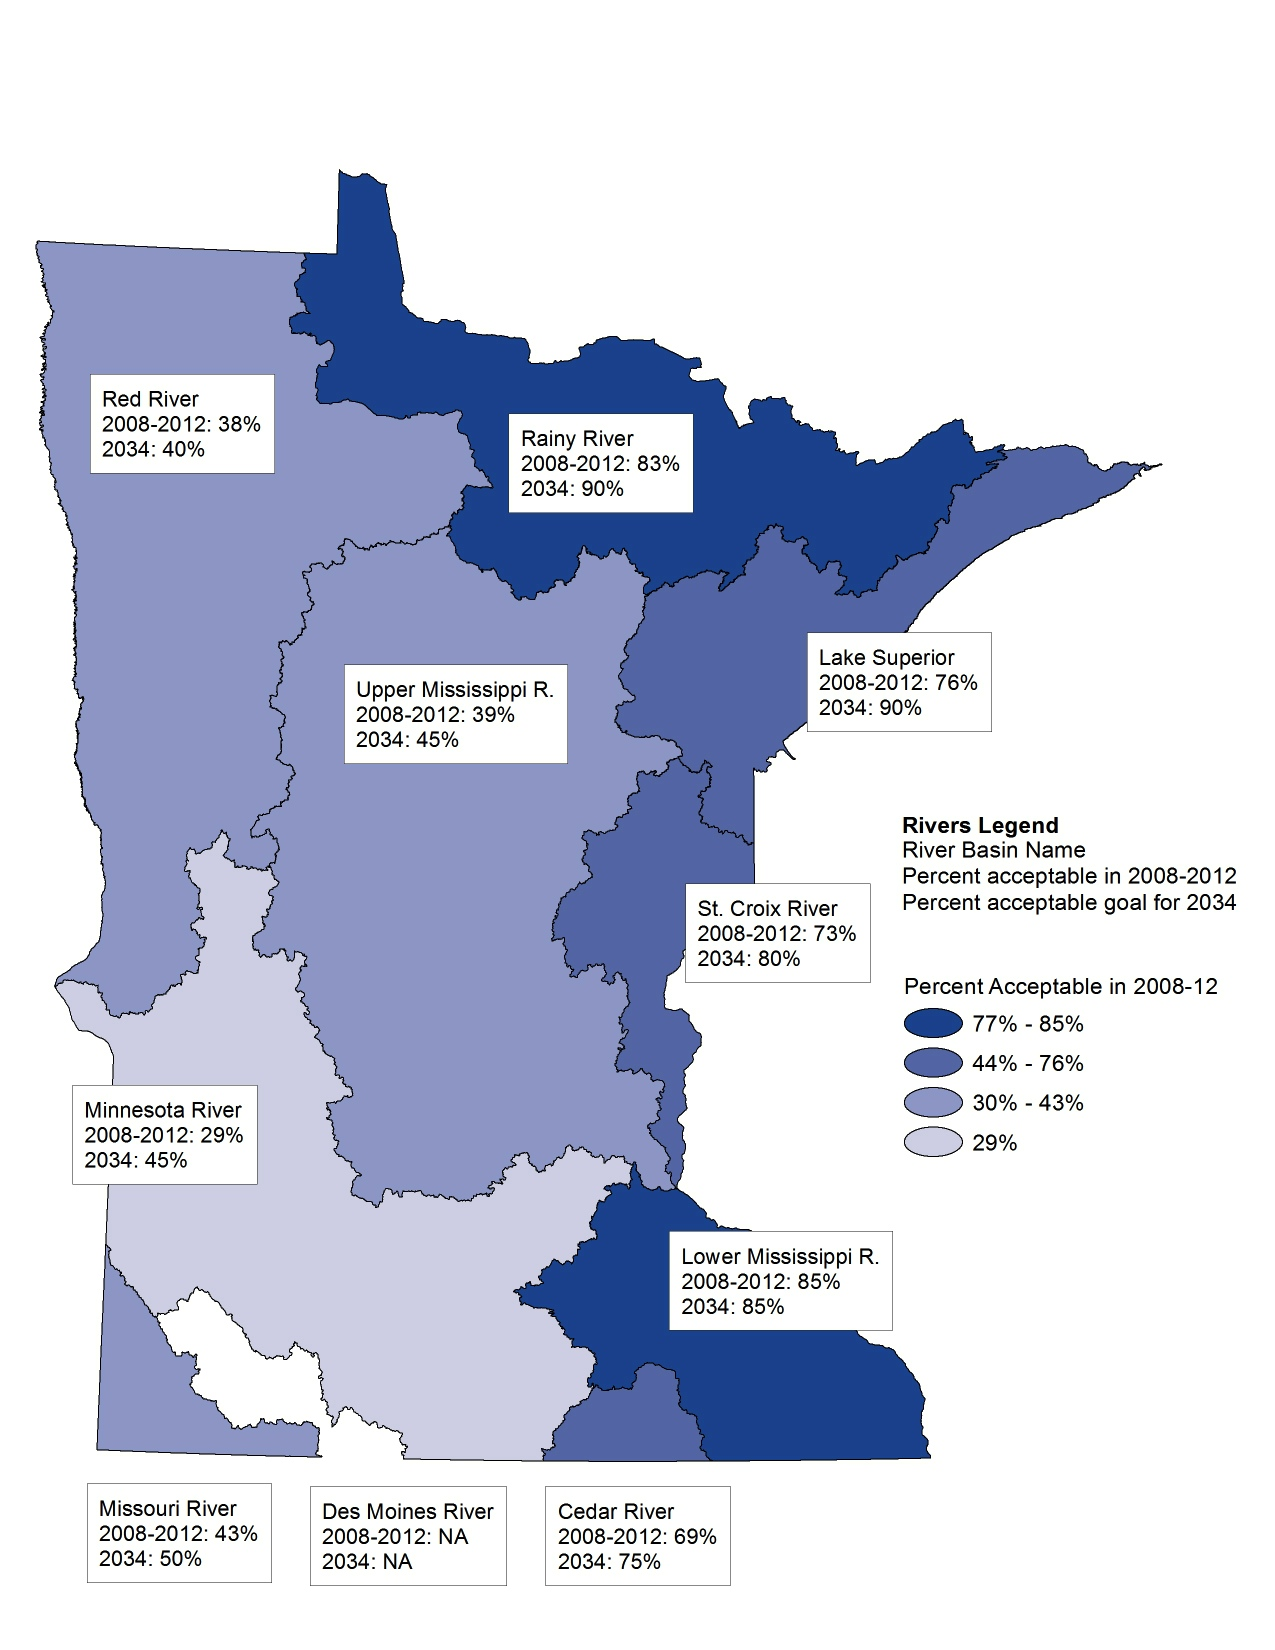 Red River
2008-2012: 38%
2034: 40%
Rainy River
2008-2012: 83%
2034: 90%
Lake Superior
2008-2012: 76%
2034: 90%
Upper Mississippi R.
2008-2012: 39%
2034: 45%
Rivers Legend
River Basin Name
Percent acceptable in 2008-2012
Percent acceptable goal for 2034
St. Croix River
2008-2012: 73%
2034: 80%
Percent Acceptable in 2008-12
77% - 85%
44% - 76%
30% - 43%
29%
Minnesota River
2008-2012: 29%
2034: 45%
Lower Mississippi R.
2008-2012: 85%
2034: 85%
Missouri River
2008-2012: 43%
2034: 50%
Des Moines River
2008-2012: NA
2034: NA
Cedar River
2008-2012: 69%
2034: 75%